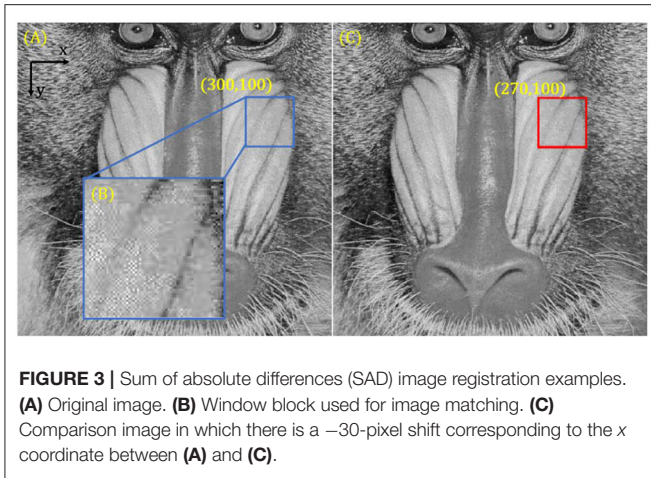 (A)
x
y
(300,100)
(B)
(C)
(270,100)
FIGURE 3 | Sum of absolute differences (SAD) image registration examples.
(A) Original image. (B) Window block used for image matching. (C)
Comparison image in which there is a −30-pixel shift corresponding to the x
coordinate between (A) and (C).